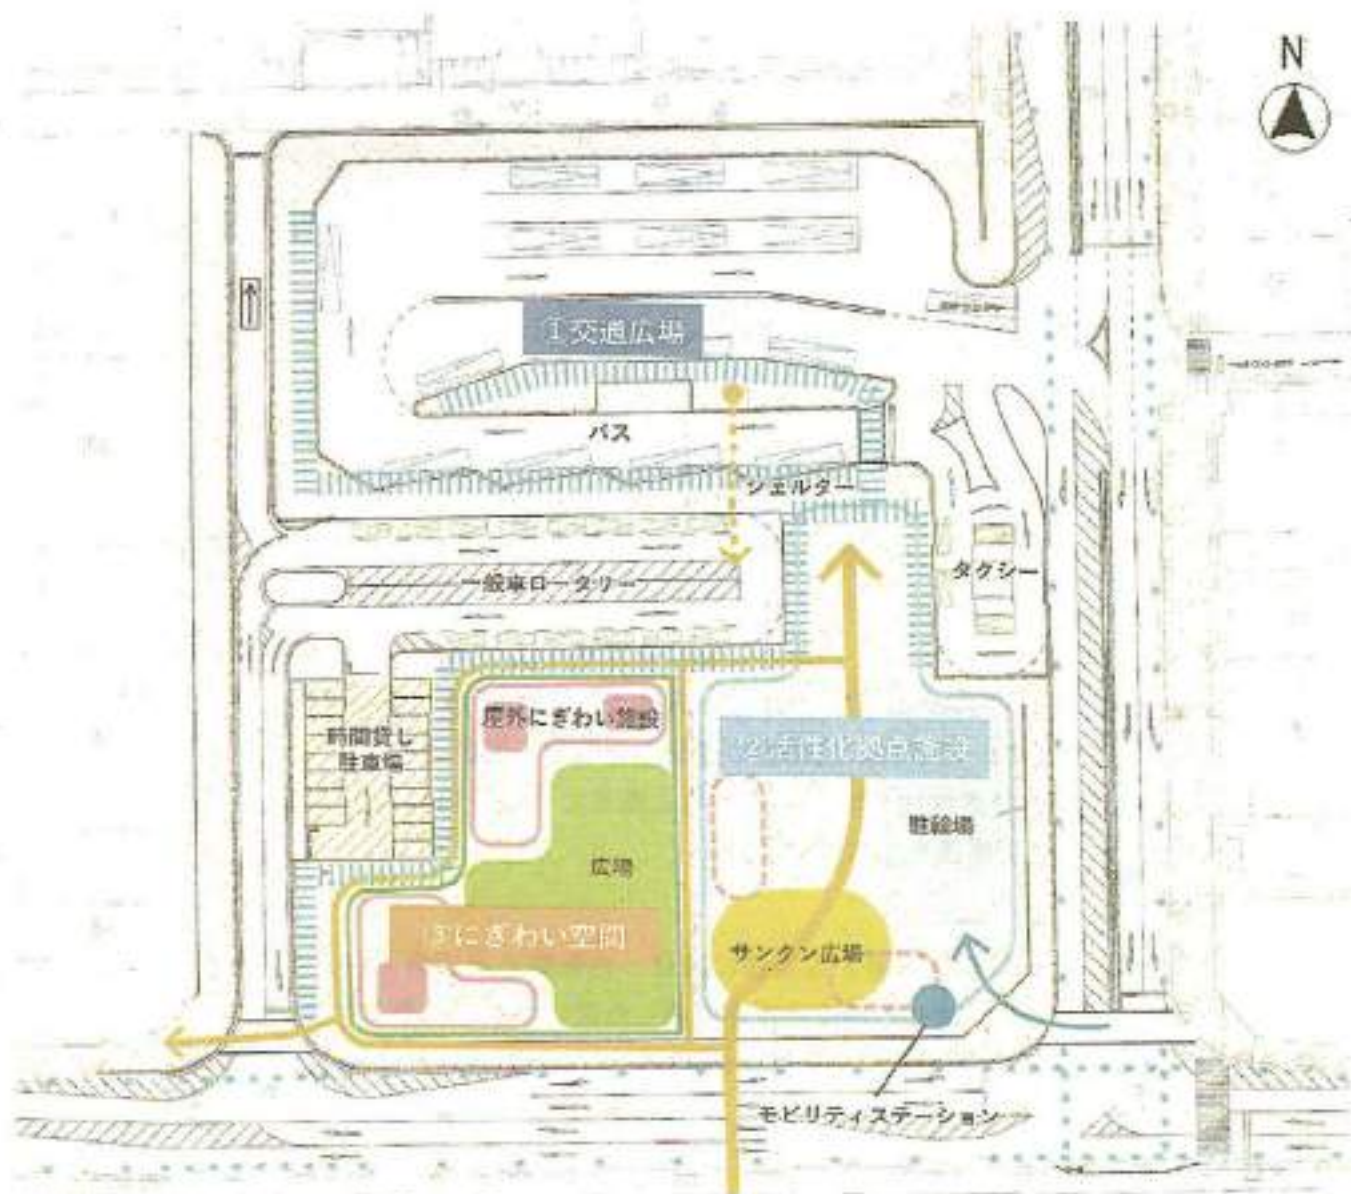 N
①交通広場
バス
シェルター
一般車ロータリー
タクシー
屋外にぎわい施設
時間貸し
駐車場
②活性化拠点施設
駐輪場
広場
③にぎわい空間
サンクン広場
モビリティステーション